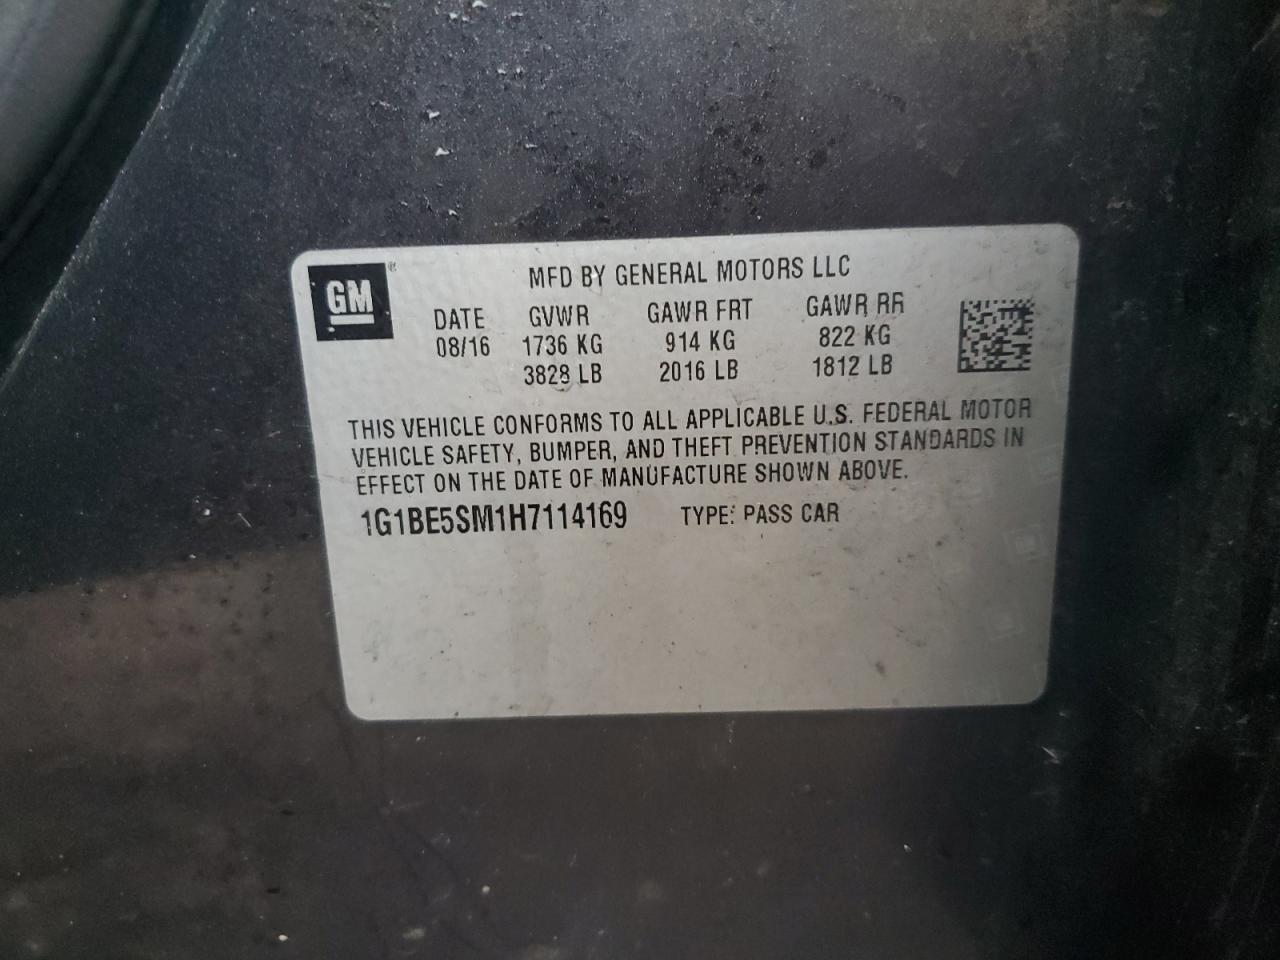 GM
MFD BY GENERAL MOTORS LLC
DATE GVWR GAWR FRT GAWR RR
08/16 1736 KG 914 KG 822 KG
3828 LB 2016 LB 1812 LB
THIS VEHICLE CONFORMS TO ALL APPLICABLE U.S. FEDERAL MOTOR
VEHICLE SAFETY, BUMPER, AND THEFT PREVENTION STANDARDS IN
EFFECT ON THE DATE OF MANUFACTURE SHOWN ABOVE.
1G1BE5SM1H7114169 TYPE: PASS CAR